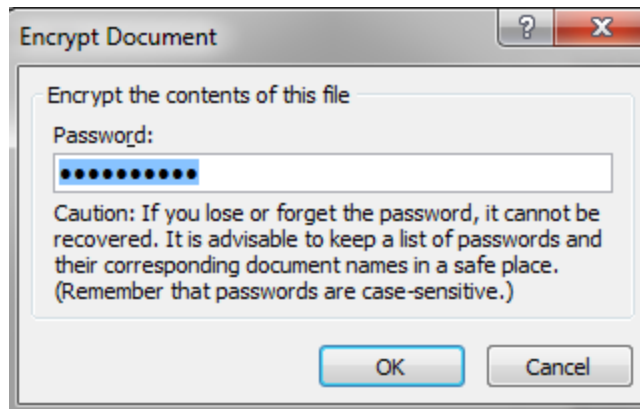 Encrypt Document
Encrypt the contents of this file
Password:
●●●●●●●●●●
Caution: If you lose or forget the password, it cannot be
recovered. It is advisable to keep a list of passwords and
their corresponding document names in a safe place.
(Remember that passwords are case-sensitive.)
OK Cancel